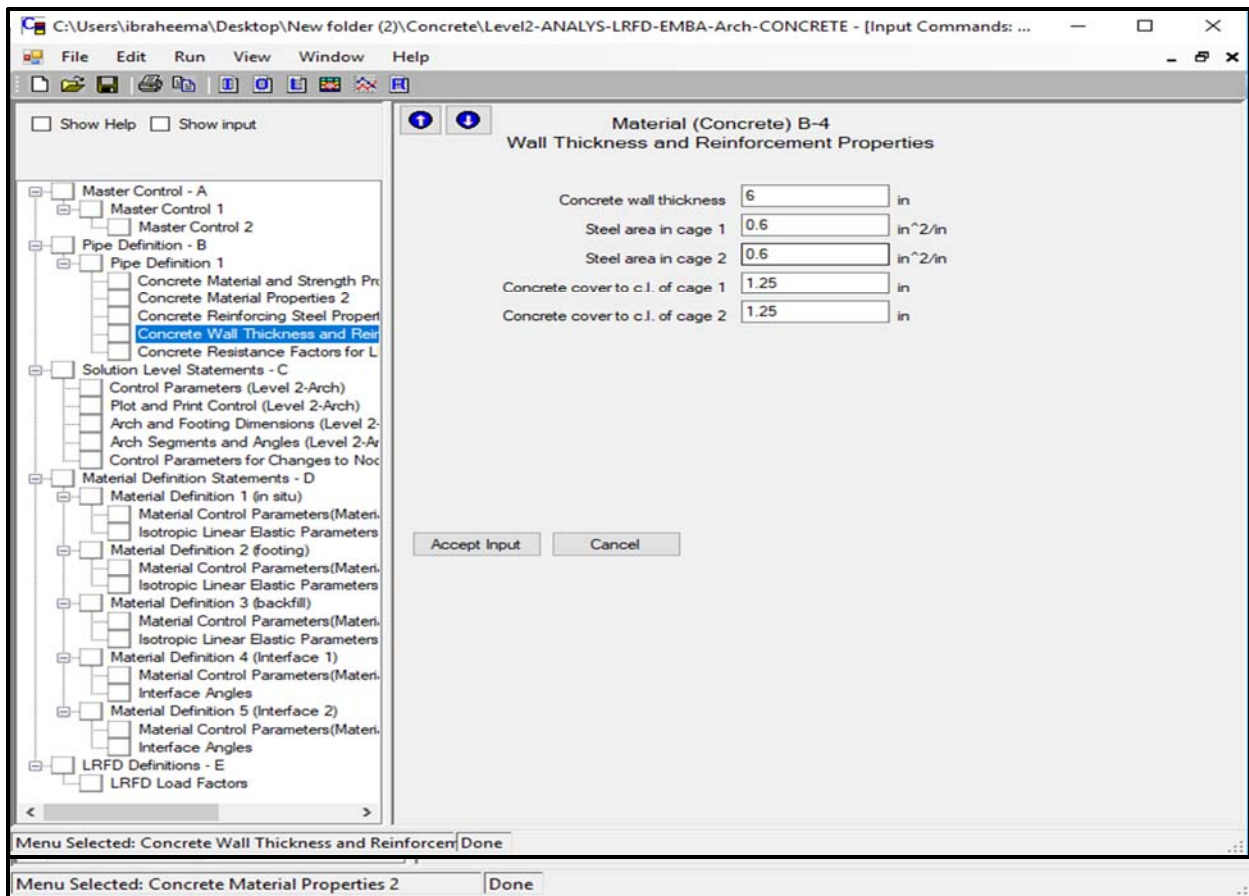 C:\Users\ibraheema\Desktop\New folder (2)\Concrete\Level2-ANALYS-LRFD-EMBA-Arch-CONCRETE - [Input Commands: ...
File Edit Run View Window Help
Show Help Show input
Master Control - A
Master Control 1
Master Control 2
Pipe Definition - B
Pipe Definition 1
Concrete Material and Strength Pro
Concrete Material Properties 2
Concrete Reinforcing Steel Propert
Concrete Wall Thickness and Rein
Concrete Resistance Factors for L
Solution Level Statements - C
Control Parameters (Level 2-Arch)
Plot and Print Control (Level 2-Arch)
Arch and Footing Dimensions (Level 2-
Arch Segments and Angles (Level 2-Ar
Control Parameters for Changes to Noc
Material Definition Statements - D
Material Definition 1 (in situ)
Material Control Parameters(Materi
Isotropic Linear Elastic Parameters
Material Definition 2 (footing)
Material Control Parameters(Materi
Isotropic Linear Elastic Parameters
Material Definition 3 (backfill)
Material Control Parameters(Materi
Isotropic Linear Elastic Parameters
Material Definition 4 (Interface 1)
Material Control Parameters(Materi
Interface Angles
Material Definition 5 (Interface 2)
Material Control Parameters(Materi
Interface Angles
LRFD Definitions - E
LRFD Load Factors
Material (Concrete) B-4
Wall Thickness and Reinforcement Properties
Concrete wall thickness 6 in
Steel area in cage 1 0.6 in^2/in
Steel area in cage 2 0.6 in^2/in
Concrete cover to c.l. of cage 1 1.25 in
Concrete cover to c.l. of cage 2 1.25 in
Accept Input Cancel
Menu Selected: Concrete Wall Thickness and Reinforcem Done
Menu Selected: Concrete Material Properties 2 Done